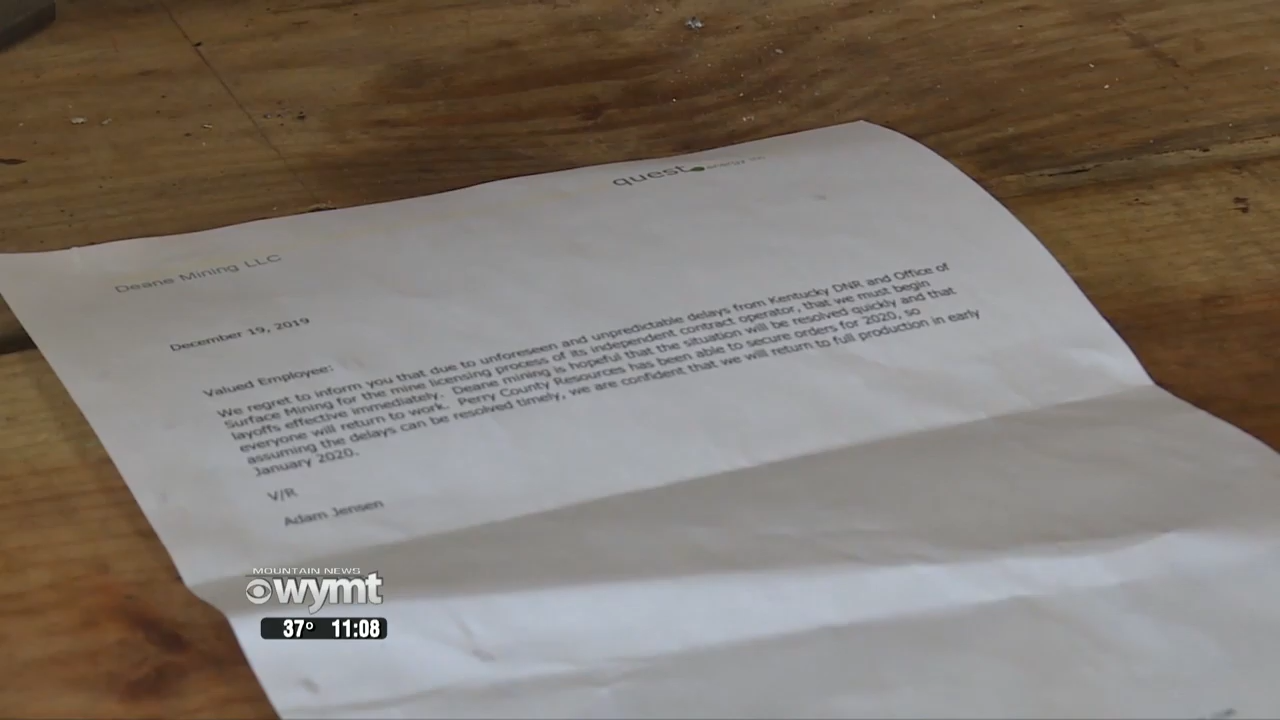 quest energy inc
Deane Mining LLC
December 19, 2019
Valued Employee:
We regret to inform you that due to unforeseen and unpredictable delays from Kentucky DNR and Office of
Surface Mining for the mine licensing process of its independent contract operator, that we must begin
layoffs effective immediately. Deane mining is hopeful that the situation will be resolved quickly and that
everyone will return to work. Perry County Resources has been able to secure orders for 2020, so
assuming the delays can be resolved timely, we are confident that we will return to full production in early
January 2020.
V/R
Adam Jensen
MOUNTAIN NEWS
wymt
37° 11:08